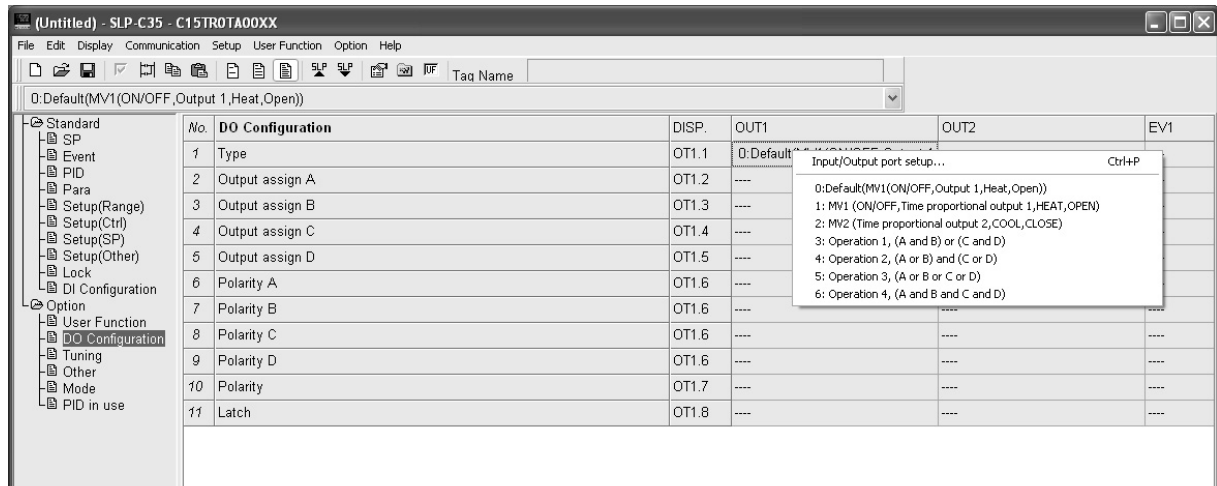 (Untitled) - SLP-C35 - C15TR0TA00XX
File Edit Display Communication Setup User Function Option Help
SLP SLP UF Tag Name
0:Default(MV1(ON/OFF,Output 1,Heat,Open))
Standard
SP
Event
PID
Para
Setup(Range)
Setup(Ctrl)
Setup(SP)
Setup(Other)
Lock
DI Configuration
Option
User Function
DO Configuration
Tuning
Other
Mode
PID in use
No. DO Configuration DISP. OUT1 OUT2 EV1
1 Type OT1.1 0:Default
2 Output assign A OT1.2 ----
3 Output assign B OT1.3 ----
4 Output assign C OT1.4 ----
5 Output assign D OT1.5 ----
6 Polarity A OT1.6 ----
7 Polarity B OT1.6 ---- ---- ----
8 Polarity C OT1.6 ---- ---- ----
9 Polarity D OT1.6 ---- ---- ----
10 Polarity OT1.7 ---- ---- ----
11 Latch OT1.8 ---- ---- ----
Input/Output port setup... Ctrl+P
0:Default(MV1(ON/OFF,Output 1,Heat,Open))
1: MV1 (ON/OFF,Time proportional output 1,HEAT,OPEN)
2: MV2 (Time proportional output 2,COOL,CLOSE)
3: Operation 1, (A and B) or (C and D)
4: Operation 2, (A or B) and (C or D)
5: Operation 3, (A or B or C or D)
6: Operation 4, (A and B and C and D)